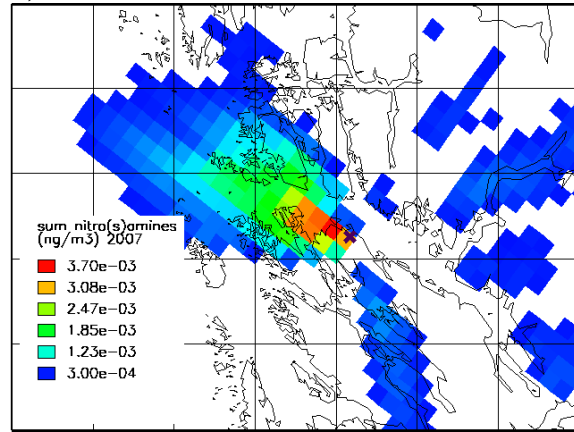 sum nitro(s)amines
(ng/m3) 2007
3.70e-03
3.08e-03
2.47e-03
1.85e-03
1.23e-03
3.00e-04